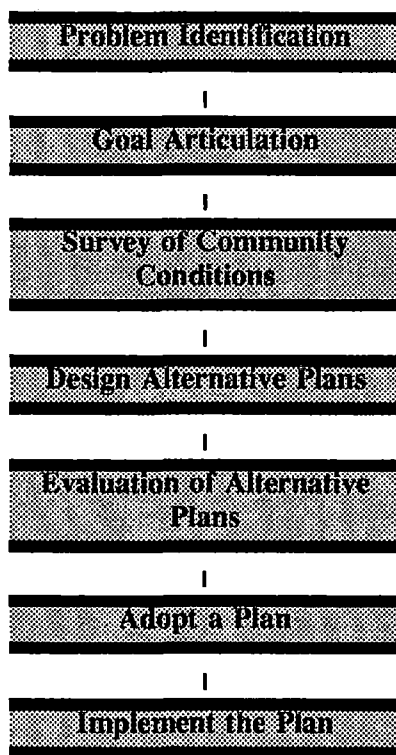 Problem Identification
Goal Articulation
Survey of Community
Conditions
Design Alternative Plans
Evaluation of Alternative
Plans
Adopt a Plan
Implement the Plan